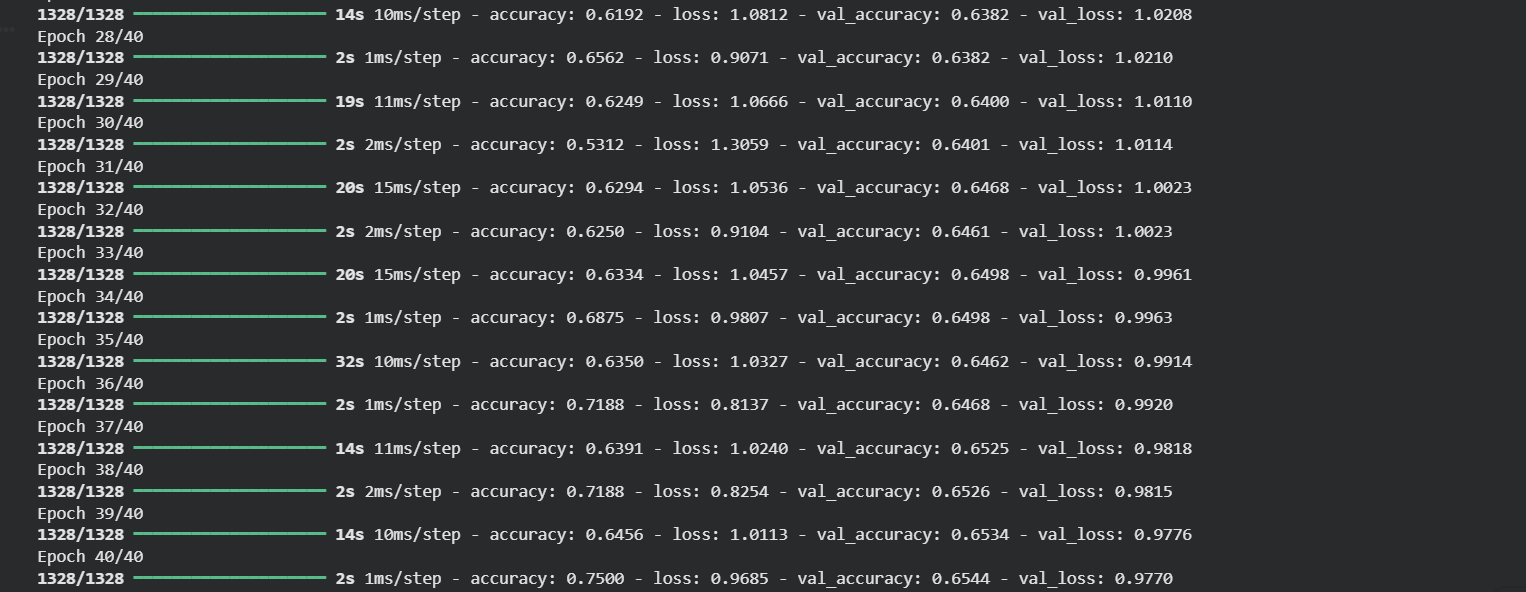 1328/1328 ━━━━━━━━━━━━━━━━━━━━ 14s 10ms/step - accuracy: 0.6192 - loss: 1.0812 - val_accuracy: 0.6382 - val_loss: 1.0208
Epoch 28/40
1328/1328 ━━━━━━━━━━━━━━━━━━━━ 2s 1ms/step - accuracy: 0.6562 - loss: 0.9071 - val_accuracy: 0.6382 - val_loss: 1.0210
Epoch 29/40
1328/1328 ━━━━━━━━━━━━━━━━━━━━ 19s 11ms/step - accuracy: 0.6249 - loss: 1.0666 - val_accuracy: 0.6400 - val_loss: 1.0110
Epoch 30/40
1328/1328 ━━━━━━━━━━━━━━━━━━━━ 2s 2ms/step - accuracy: 0.5312 - loss: 1.3059 - val_accuracy: 0.6401 - val_loss: 1.0114
Epoch 31/40
1328/1328 ━━━━━━━━━━━━━━━━━━━━ 20s 15ms/step - accuracy: 0.6294 - loss: 1.0536 - val_accuracy: 0.6468 - val_loss: 1.0023
Epoch 32/40
1328/1328 ━━━━━━━━━━━━━━━━━━━━ 2s 2ms/step - accuracy: 0.6250 - loss: 0.9104 - val_accuracy: 0.6461 - val_loss: 1.0023
Epoch 33/40
1328/1328 ━━━━━━━━━━━━━━━━━━━━ 20s 15ms/step - accuracy: 0.6334 - loss: 1.0457 - val_accuracy: 0.6498 - val_loss: 0.9961
Epoch 34/40
1328/1328 ━━━━━━━━━━━━━━━━━━━━ 2s 1ms/step - accuracy: 0.6875 - loss: 0.9807 - val_accuracy: 0.6498 - val_loss: 0.9963
Epoch 35/40
1328/1328 ━━━━━━━━━━━━━━━━━━━━ 32s 10ms/step - accuracy: 0.6350 - loss: 1.0327 - val_accuracy: 0.6462 - val_loss: 0.9914
Epoch 36/40
1328/1328 ━━━━━━━━━━━━━━━━━━━━ 2s 1ms/step - accuracy: 0.7188 - loss: 0.8137 - val_accuracy: 0.6468 - val_loss: 0.9920
Epoch 37/40
1328/1328 ━━━━━━━━━━━━━━━━━━━━ 14s 11ms/step - accuracy: 0.6391 - loss: 1.0240 - val_accuracy: 0.6525 - val_loss: 0.9818
Epoch 38/40
1328/1328 ━━━━━━━━━━━━━━━━━━━━ 2s 2ms/step - accuracy: 0.7188 - loss: 0.8254 - val_accuracy: 0.6526 - val_loss: 0.9815
Epoch 39/40
1328/1328 ━━━━━━━━━━━━━━━━━━━━ 14s 10ms/step - accuracy: 0.6456 - loss: 1.0113 - val_accuracy: 0.6534 - val_loss: 0.9776
Epoch 40/40
1328/1328 ━━━━━━━━━━━━━━━━━━━━ 2s 1ms/step - accuracy: 0.7500 - loss: 0.9685 - val_accuracy: 0.6544 - val_loss: 0.9770